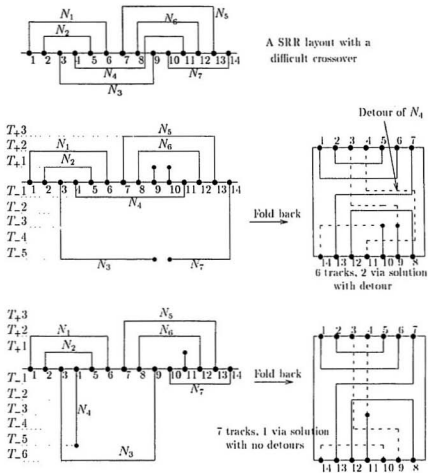 N₁ N₂ N₅ N₆
1 2 3 4 5 6 7 8 9 10 11 12 13 14
N₄ N₇
N₃
A SRR layout with a
difficult crossover
Detour of N₄
T₊3
T₊2
T₊1
N₁ N₂ N₅ N₆
1 2 3 4 5 6 7 8 9 10 11 12 13 14
T₋1
T₋2
T₋3
T₋4
T₋5
N₄
N₃ N₇
Fold back
1 2 3 4 5 6 7
14 13 12 11 10 9 8
6 tracks, 2 via solution
with detour
T₊3
T₊2
T₊1
N₁ N₂ N₅ N₆
1 2 3 4 5 6 7 8 9 10 11 12 13 14
T₋1
T₋2
T₋3
T₋4
T₋5
T₋6
N₇
N₄
N₃
Fold back
1 2 3 4 5 6 7
7 tracks, 1 via solution
with no detours
14 13 12 11 10 9 8